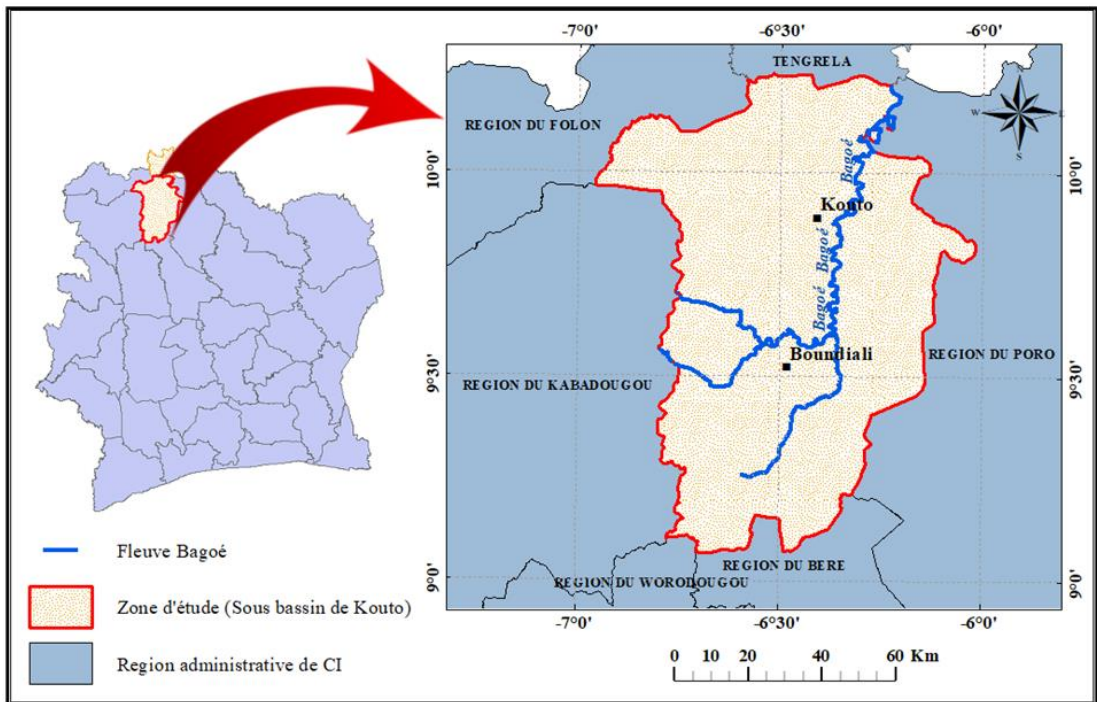 -7°0'
-6°30'
-6°0'
TENGRELA
REGION DU FOLON
N
W
E
S
10°0'
10°0'
Bagoé
Kouto
Bagoé
Bagoé
Boundiali
REGION DU PORO
REGION DU KABADOUGOU
9°30'
9°30'
REGION DU BERE
REGION DU WORODOUGOU
9°0'
9°0'
-7°0'
-6°30'
-6°0'
Fleuve Bagoé
Zone d'étude (Sous bassin de Kouto)
Region administrative de CI
0 10 20 40 60 Km